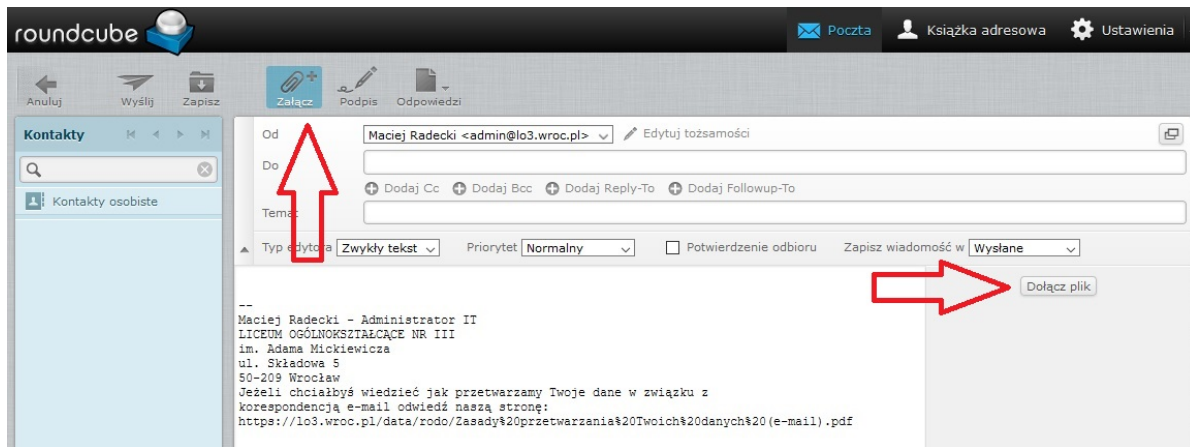 roundcube
Poczta Książka adresowa Ustawienia
Anuluj Wyślij Zapisz Załącz Podpis Odpowiedzi
Kontakty
Kontakty osobiste
Od Maciej Radecki <admin@lo3.wroc.pl> Edytuj tożsamości
Do
Dodaj Cc Dodaj Bcc Dodaj Reply-To Dodaj Followup-To
Temat
Typ edytora Zwykły tekst Priorytet Normalny Potwierdzenie odbioru Zapisz wiadomość w Wysłane
Dołącz plik
--
Maciej Radecki - Administrator IT
LICEUM OGÓLNOKSZTAŁCĄCE NR III
im. Adama Mickiewicza
ul. Składowa 5
50-209 Wrocław
Jeżeli chciałbyś wiedzieć jak przetwarzamy Twoje dane w związku z
korespondencją e-mail odwiedź naszą stronę:
https://lo3.wroc.pl/data/rodo/Zasady%20przetwarzania%20Twoich%20danych%20(e-mail).pdf